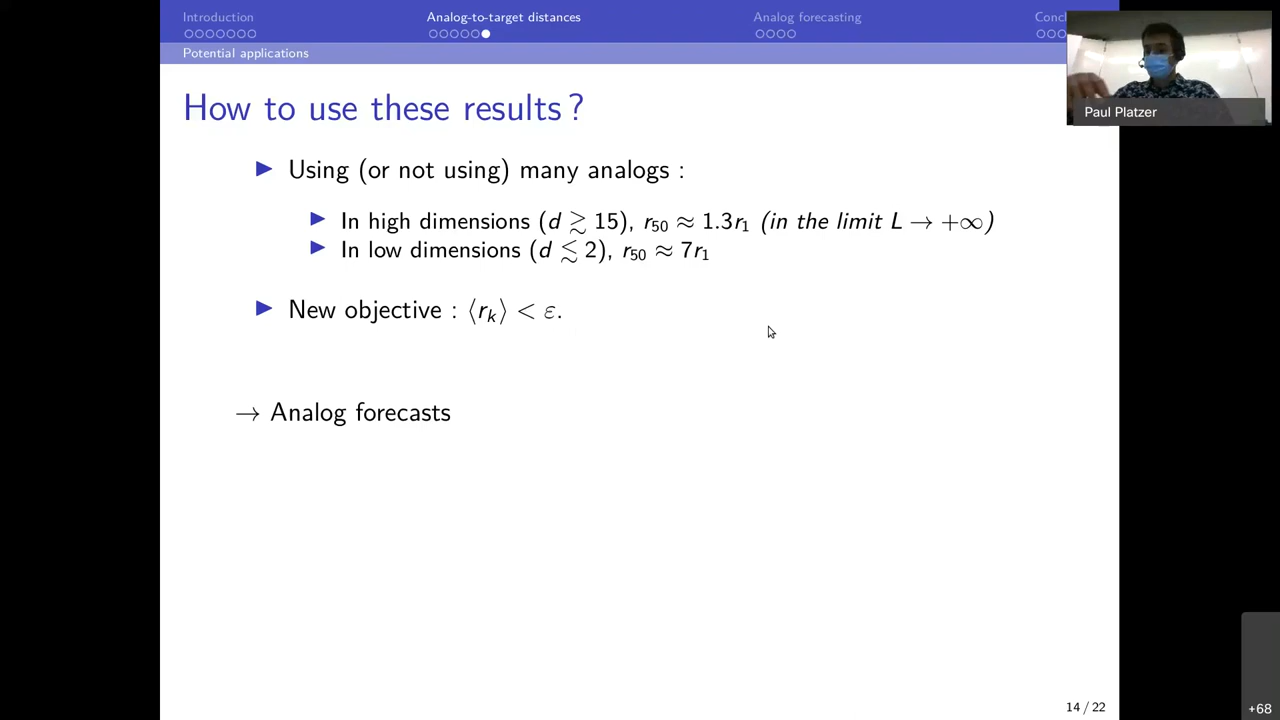 Introduction
Analog-to-target distances
Analog forecasting
Concl
Potential applications
Paul Platzer
How to use these results ?
Using (or not using) many analogs :
In high dimensions (d ≳ 15), r50 ≈ 1.3r1 (in the limit L → +∞)
In low dimensions (d ≲ 2), r50 ≈ 7r1
New objective : ⟨rk⟩ < ε.
→ Analog forecasts
14 / 22
+68